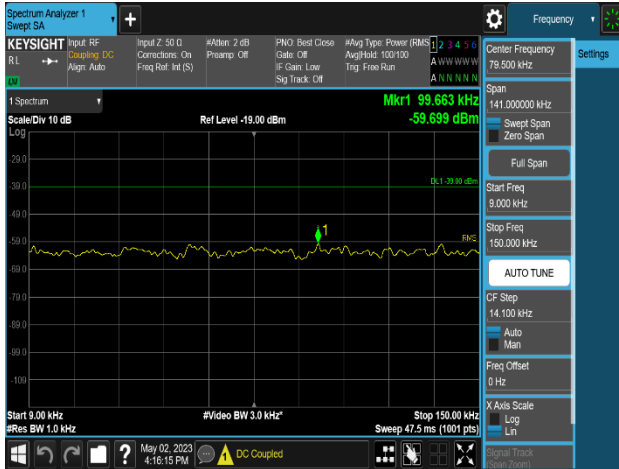 Spectrum Analyzer 1
Swept SA
+
Frequency
KEYSIGHT
R L
LXI
Input: RF
Coupling: DC
Align: Auto
Input Z: 50 Ω
Corrections: On
Freq Ref: Int (S)
#Atten: 2 dB
Preamp: Off
PNO: Best Close
Gate: Off
IF Gain: Low
Sig Track: Off
#Avg Type: Power (RMS
Avg|Hold: 100/100
Trig: Free Run
1 2 3 4 5 6
A W W W W W
A N N N N N
Center Frequency
79.500 kHz
Settings
Span
141.000000 kHz
Swept Span
Zero Span
Full Span
Start Freq
9.000 kHz
Stop Freq
150.000 kHz
AUTO TUNE
CF Step
14.100 kHz
Auto
Man
Freq Offset
0 Hz
X Axis Scale
Log
Lin
Signal Track
(Span Zoom)
1 Spectrum
Mkr1 99.663 kHz
Scale/Div 10 dB
Ref Level -19.00 dBm
-59.699 dBm
Log
-29.0
-39.0
DL1 -39.00 dBm
-49.0
1
-59.0
RMS
-69.0
-79.0
-89.0
-99.0
-109
Start 9.00 kHz
#Video BW 3.0 kHz*
Stop 150.00 kHz
#Res BW 1.0 kHz
Sweep 47.5 ms (1001 pts)
?
May 02, 2023
4:16:15 PM
DC Coupled